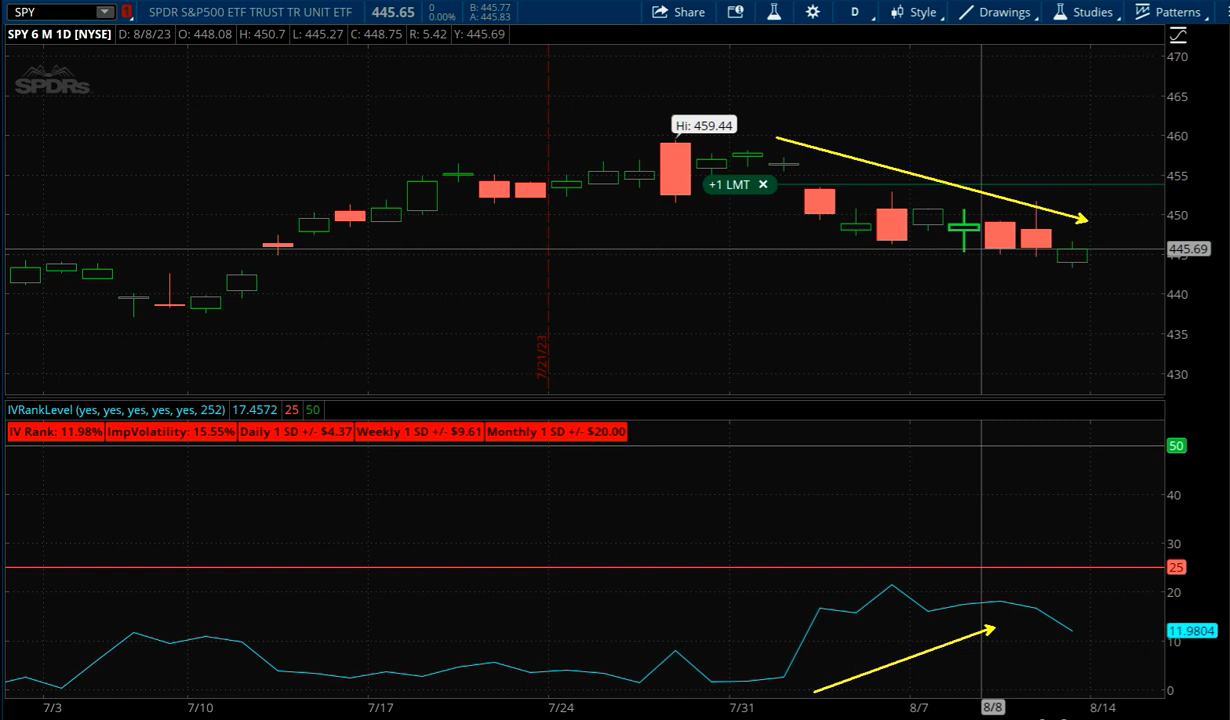 SPY 1 SPDR S&P500 ETF TRUST TR UNIT ETF 445.65 0 0.00% B: 445.77 A: 445.83 Share D Style Drawings Studies Patterns
SPY 6 M 1D [NYSE] D: 8/8/23 O: 448.08 H: 450.7 L: 445.27 C: 448.75 R: 5.42 Y: 445.69
SPDRs
470
465
460
455
450
445.69
445
440
435
430
Hi: 459.44
+1 LMT X
7/21/23
IVRankLevel (yes, yes, yes, yes, yes, 252) 17.4572 25 50
IV Rank: 11.98% ImpVolatility: 15.55% Daily 1 SD +/- $4.37 Weekly 1 SD +/- $9.61 Monthly 1 SD +/- $20.00
50
40
30
25
20
11.9804
10
0
7/3 7/10 7/17 7/24 7/31 8/7 8/8 8/14